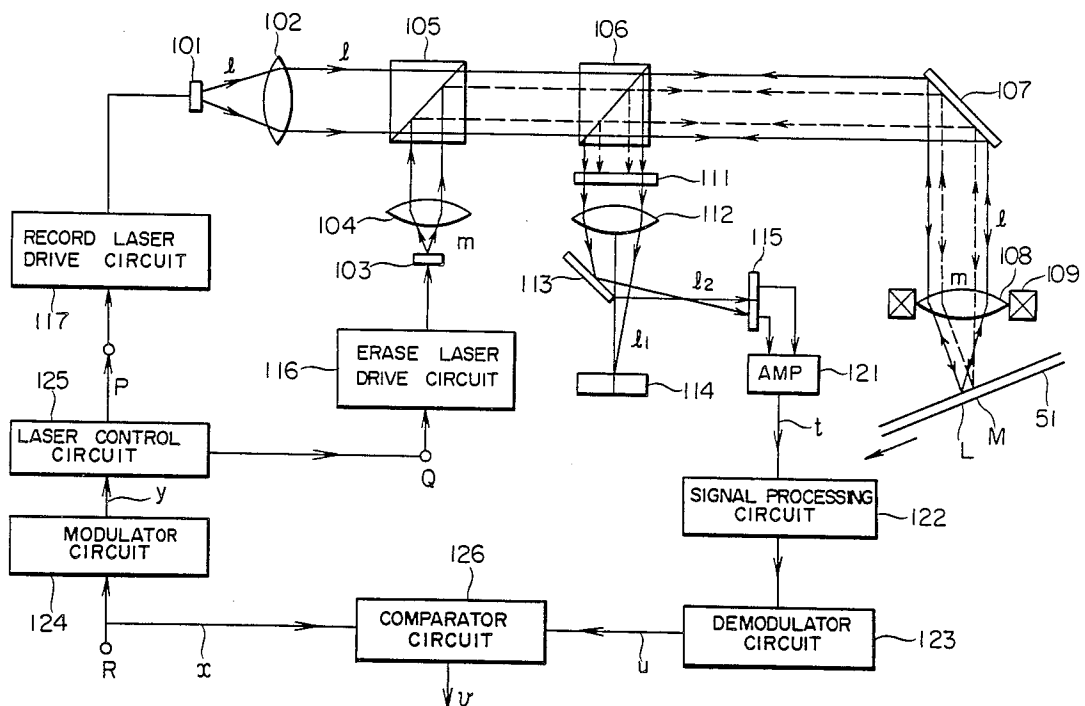 101
102
ℓ
ℓ
105
106
107
104
m
103
111
112
113
115
ℓ2
ℓ1
114
ℓ
m
108
109
RECORD LASER
DRIVE CIRCUIT
117
116
ERASE LASER
DRIVE CIRCUIT
AMP
121
51
L
M
P
125
LASER CONTROL
CIRCUIT
Q
t
y
SIGNAL PROCESSING
CIRCUIT
122
MODULATOR
CIRCUIT
124
126
COMPARATOR
CIRCUIT
DEMODULATOR
CIRCUIT
123
R
x
u
v